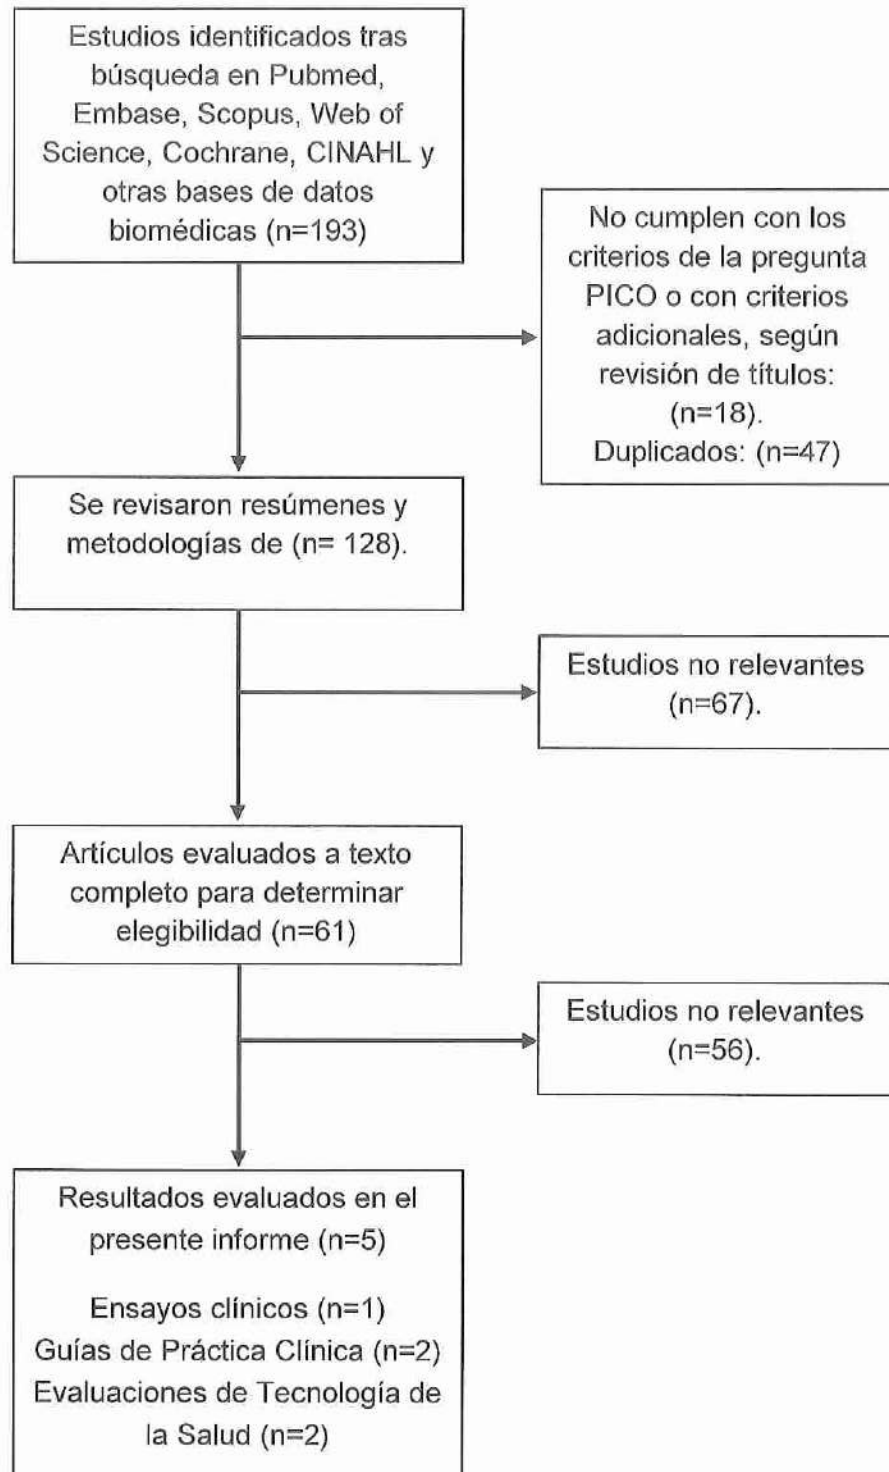 Estudios identificados tras
búsqueda en Pubmed,
Embase, Scopus, Web of
Science, Cochrane, CINAHL y
otras bases de datos
biomédicas (n=193)
No cumplen con los
criterios de la pregunta
PICO o con criterios
adicionales, según
revisión de títulos:
(n=18).
Duplicados: (n=47)
Se revisaron resúmenes y
metodologías de (n= 128).
Estudios no relevantes
(n=67).
Artículos evaluados a texto
completo para determinar
elegibilidad (n=61)
Estudios no relevantes
(n=56).
Resultados evaluados en el
presente informe (n=5)
Ensayos clínicos (n=1)
Guías de Práctica Clínica (n=2)
Evaluaciones de Tecnología de
la Salud (n=2)